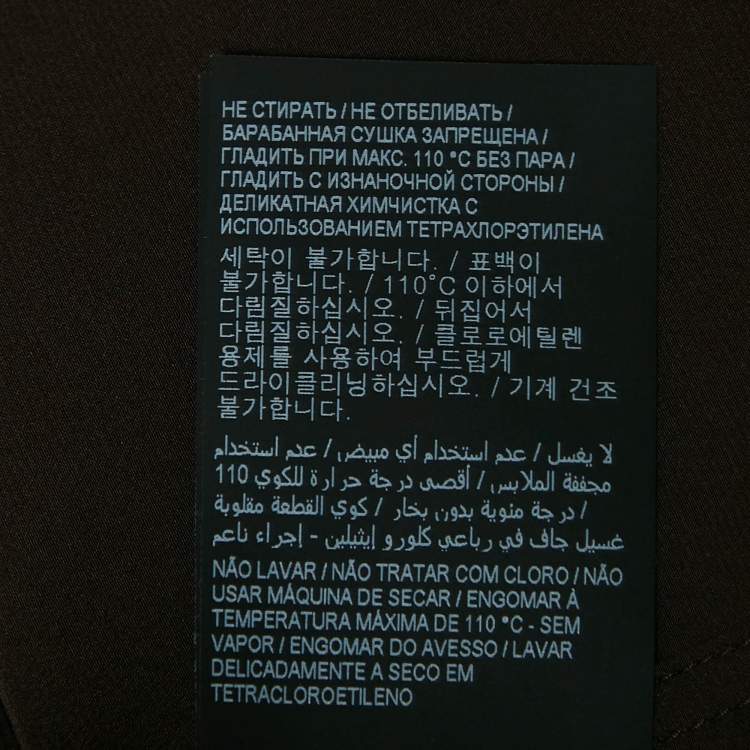 НЕ СТИРАТЬ / НЕ ОТБЕЛИВАТЬ /
БАРАБАННАЯ СУШКА ЗАПРЕЩЕНА /
ГЛАДИТЬ ПРИ МАКС. 110 °C БЕЗ ПАРА /
ГЛАДИТЬ С ИЗНАНОЧНОЙ СТОРОНЫ /
ДЕЛИКАТНАЯ ХИМЧИСТКА С
ИСПОЛЬЗОВАНИЕМ ТЕТРАХЛОРЭТИЛЕНА
세탁이 불가합니다. / 표백이
불가합니다. / 110°C 이하에서
다림질하십시오. / 뒤집어서
다림질하십시오. / 클로로에틸렌
용제를 사용하여 부드럽게
드라이클리닝하십시오. / 기계 건조
불가합니다.
لا يغسل / عدم استخدام أي مبيض / عدم استخدام
مجففة الملابس / أقصى درجة حرارة للكوي 110
درجة مئوية بدون بخار / كوي القطعة مقلوبة /
غسيل جاف في رباعي كلورو إيثيلين - إجراء ناعم
NÃO LAVAR / NÃO TRATAR COM CLORO / NÃO
USAR MÁQUINA DE SECAR / ENGOMAR À
TEMPERATURA MÁXIMA DE 110 °C - SEM
VAPOR / ENGOMAR DO AVESSO / LAVAR
DELICADAMENTE A SECO EM
TETRACLOROETILENO